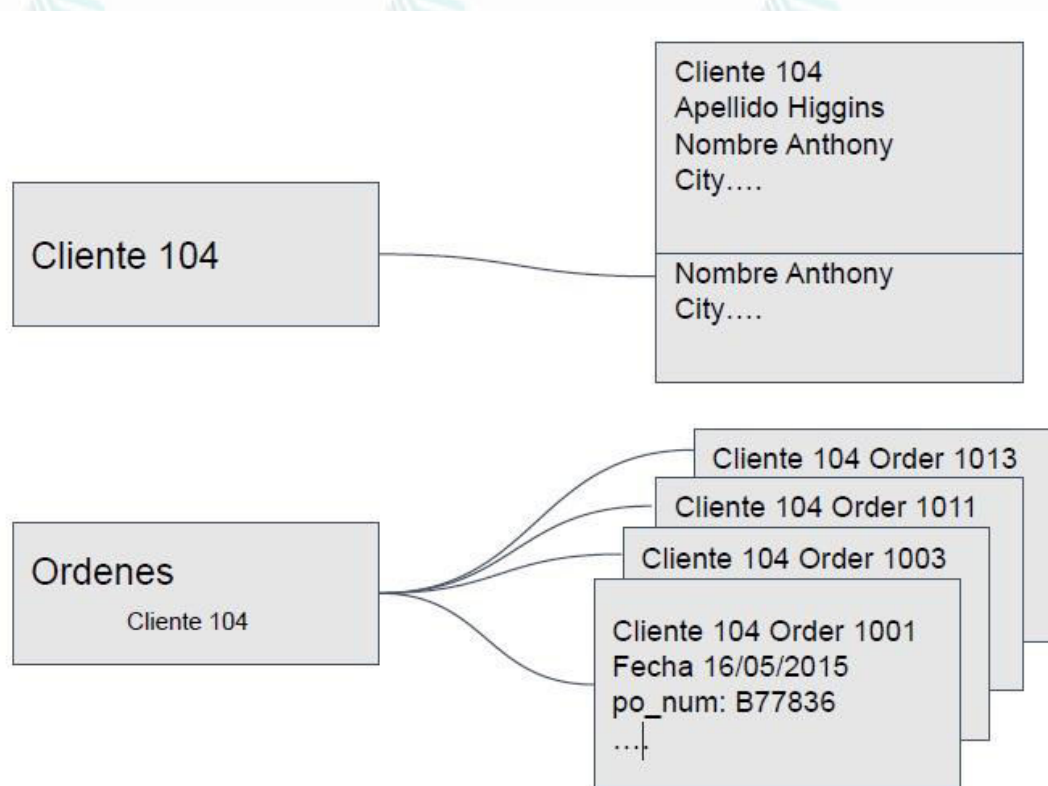 Cliente 104
Apellido Higgins
Nombre Anthony
City....
Cliente 104
Nombre Anthony
City....
Cliente 104 Order 1013
Cliente 104 Order 1011
Cliente 104 Order 1003
Ordenes
Cliente 104
Cliente 104 Order 1001
Fecha 16/05/2015
po_num: B77836
....